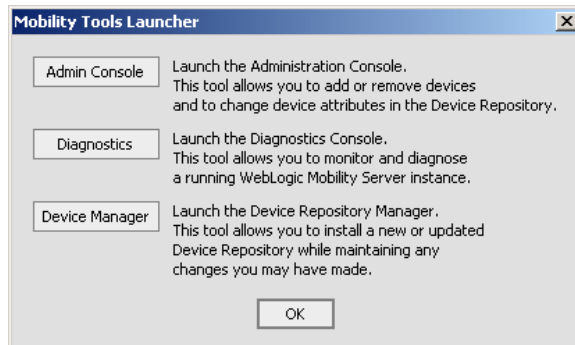 Mobility Tools Launcher
Admin Console
Launch the Administration Console.
This tool allows you to add or remove devices
and to change device attributes in the Device Repository.
Diagnostics
Launch the Diagnostics Console.
This tool allows you to monitor and diagnose
a running WebLogic Mobility Server instance.
Device Manager
Launch the Device Repository Manager.
This tool allows you to install a new or updated
Device Repository while maintaining any
changes you may have made.
OK